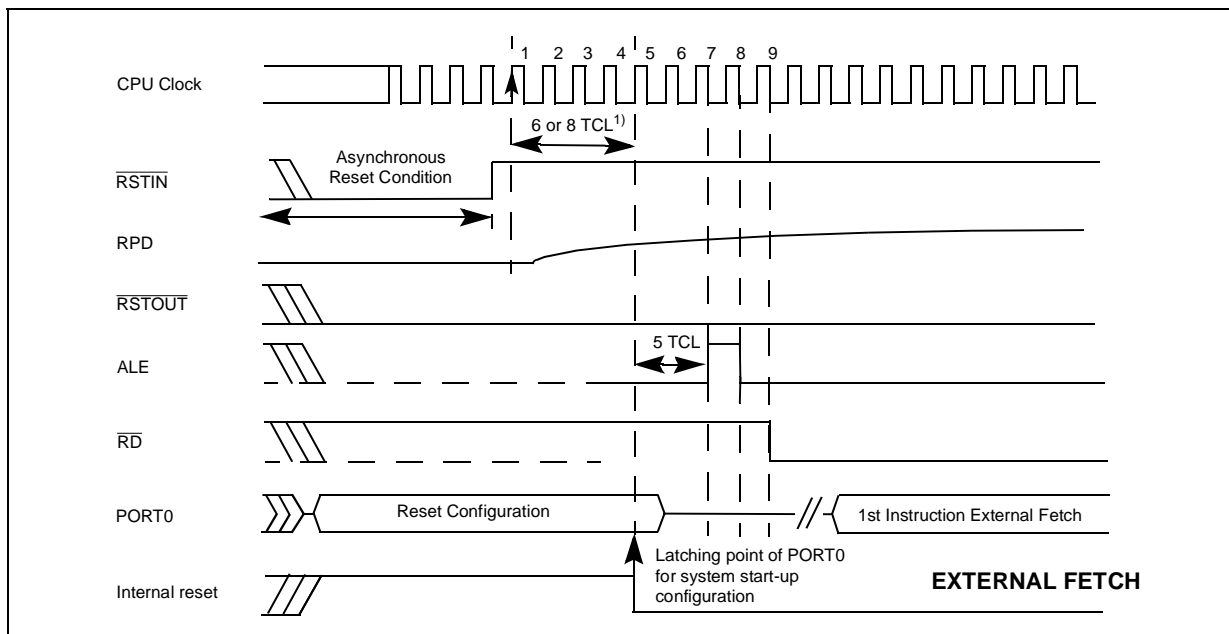 1 2 3 4 5 6 7 8 9
CPU Clock
6 or 8 TCL1)
Asynchronous
Reset Condition
RSTIN
RPD
RSTOUT
5 TCL
ALE
RD
PORT0
Reset Configuration
1st Instruction External Fetch
Latching point of PORT0
for system start-up
configuration
EXTERNAL FETCH
Internal reset